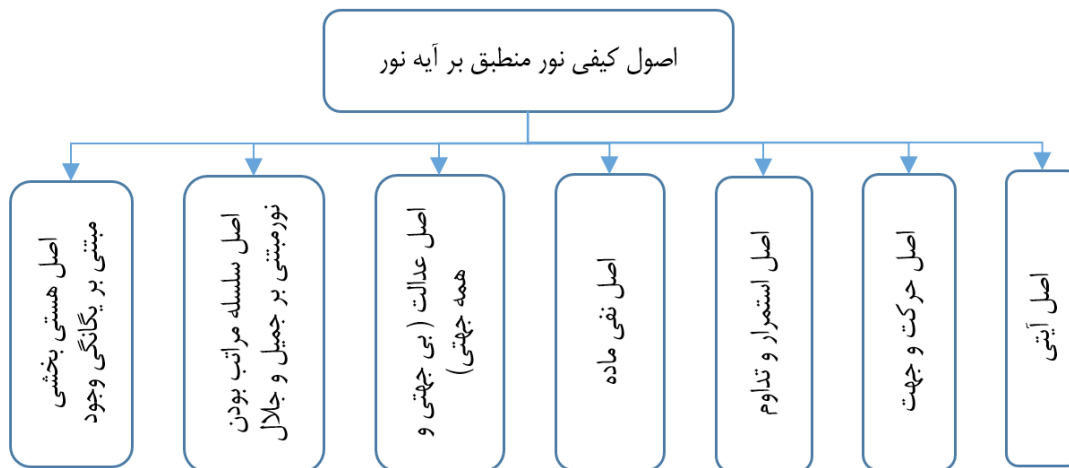 اصول کیفی نور منطبق بر آیه نور
اصل آیتی
اصل حرکت و جهت
اصل استمرار و تداوم
اصل نفی ماده
اصل عدالت ( بی جهتی و
همه جهتی)
اصل سلسله مراتب بودن
نورمبتنی بر جمیل و جلال
اصل هستی بخشی
مبتنی بر یگانگی وجود